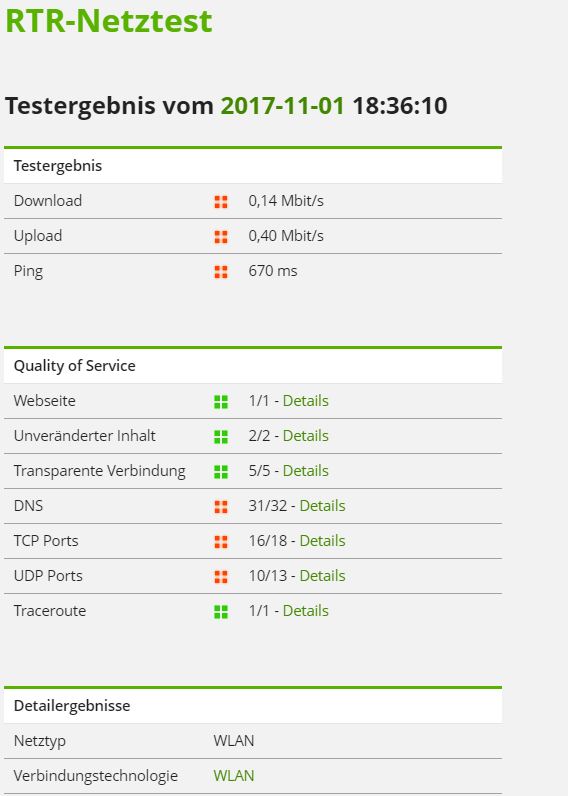 RTR-Netztest
Testergebnis vom 2017-11-01 18:36:10
Testergebnis
Download 0,14 Mbit/s
Upload 0,40 Mbit/s
Ping 670 ms
Quality of Service
Webseite 1/1 - Details
Unveränderter Inhalt 2/2 - Details
Transparente Verbindung 5/5 - Details
DNS 31/32 - Details
TCP Ports 16/18 - Details
UDP Ports 10/13 - Details
Traceroute 1/1 - Details
Detailergebnisse
Netztyp WLAN
Verbindungstechnologie WLAN